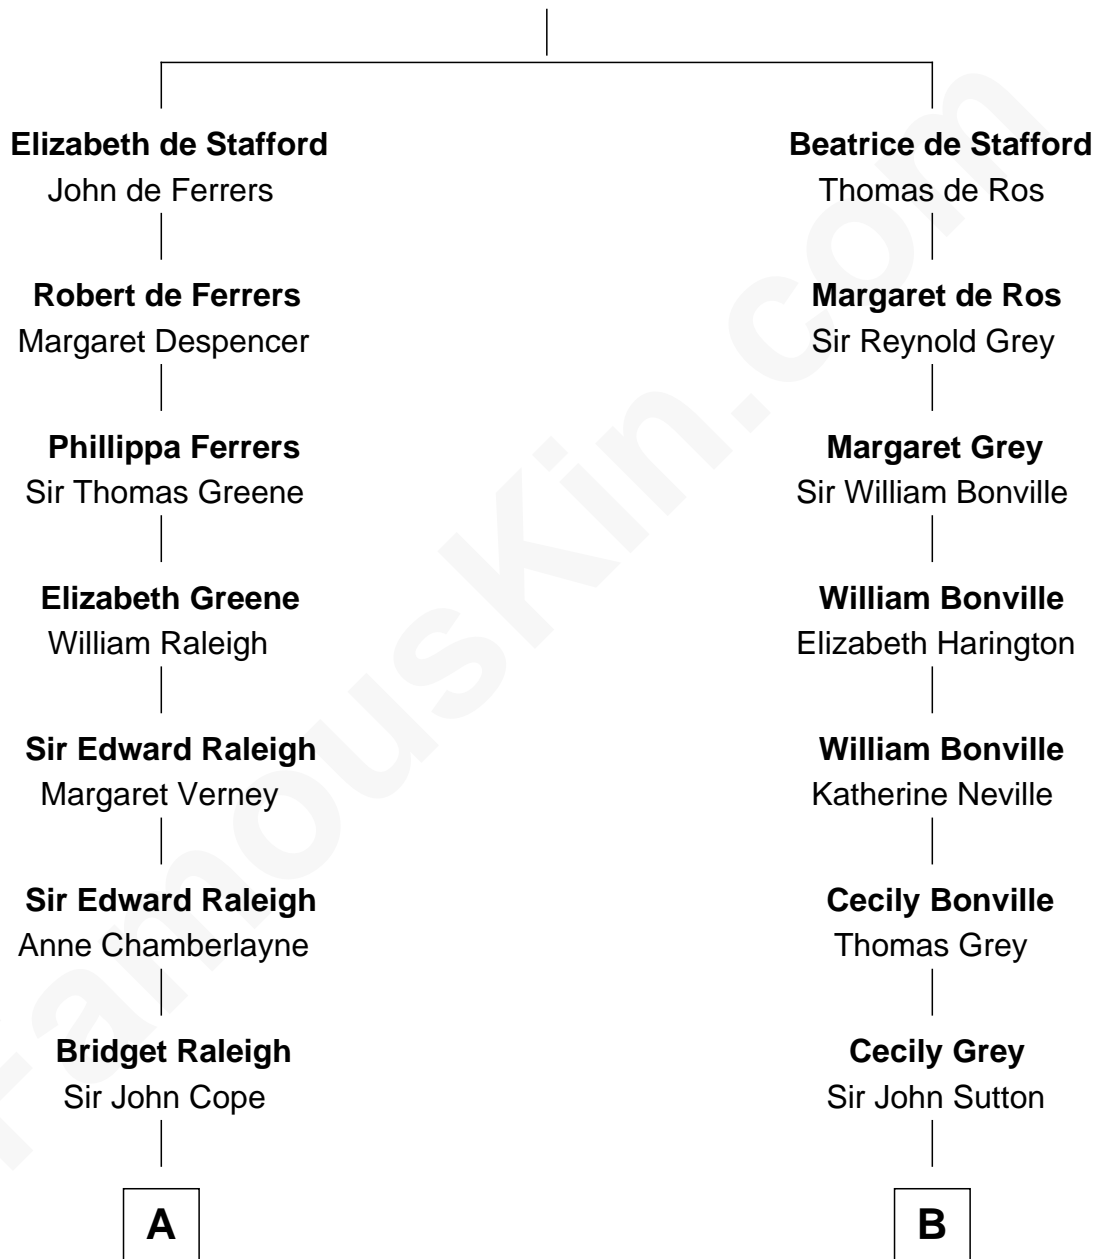 Elizabeth de Stafford
John de Ferrers
Robert de Ferrers
Margaret Despencer
Phillippa Ferrers
Sir Thomas Greene
Elizabeth Greene
William Raleigh
Sir Edward Raleigh
Margaret Verney
Sir Edward Raleigh
Anne Chamberlayne
Bridget Raleigh
Sir John Cope
A
Beatrice de Stafford
Thomas de Ros
Margaret de Ros
Sir Reynold Grey
Margaret Grey
Sir William Bonville
William Bonville
Elizabeth Harington
William Bonville
Katherine Neville
Cecily Bonville
Thomas Grey
Cecily Grey
Sir John Sutton
B
FamousKin.com